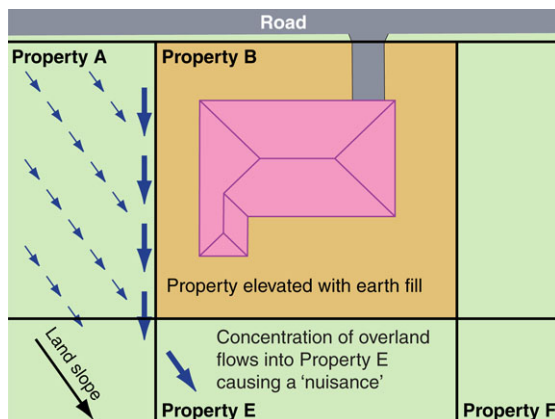 Road
Property A
Property B
Property elevated with earth fill
Land slope
Concentration of overland
flows into Property E
causing a ‘nuisance’
Property E
Property F